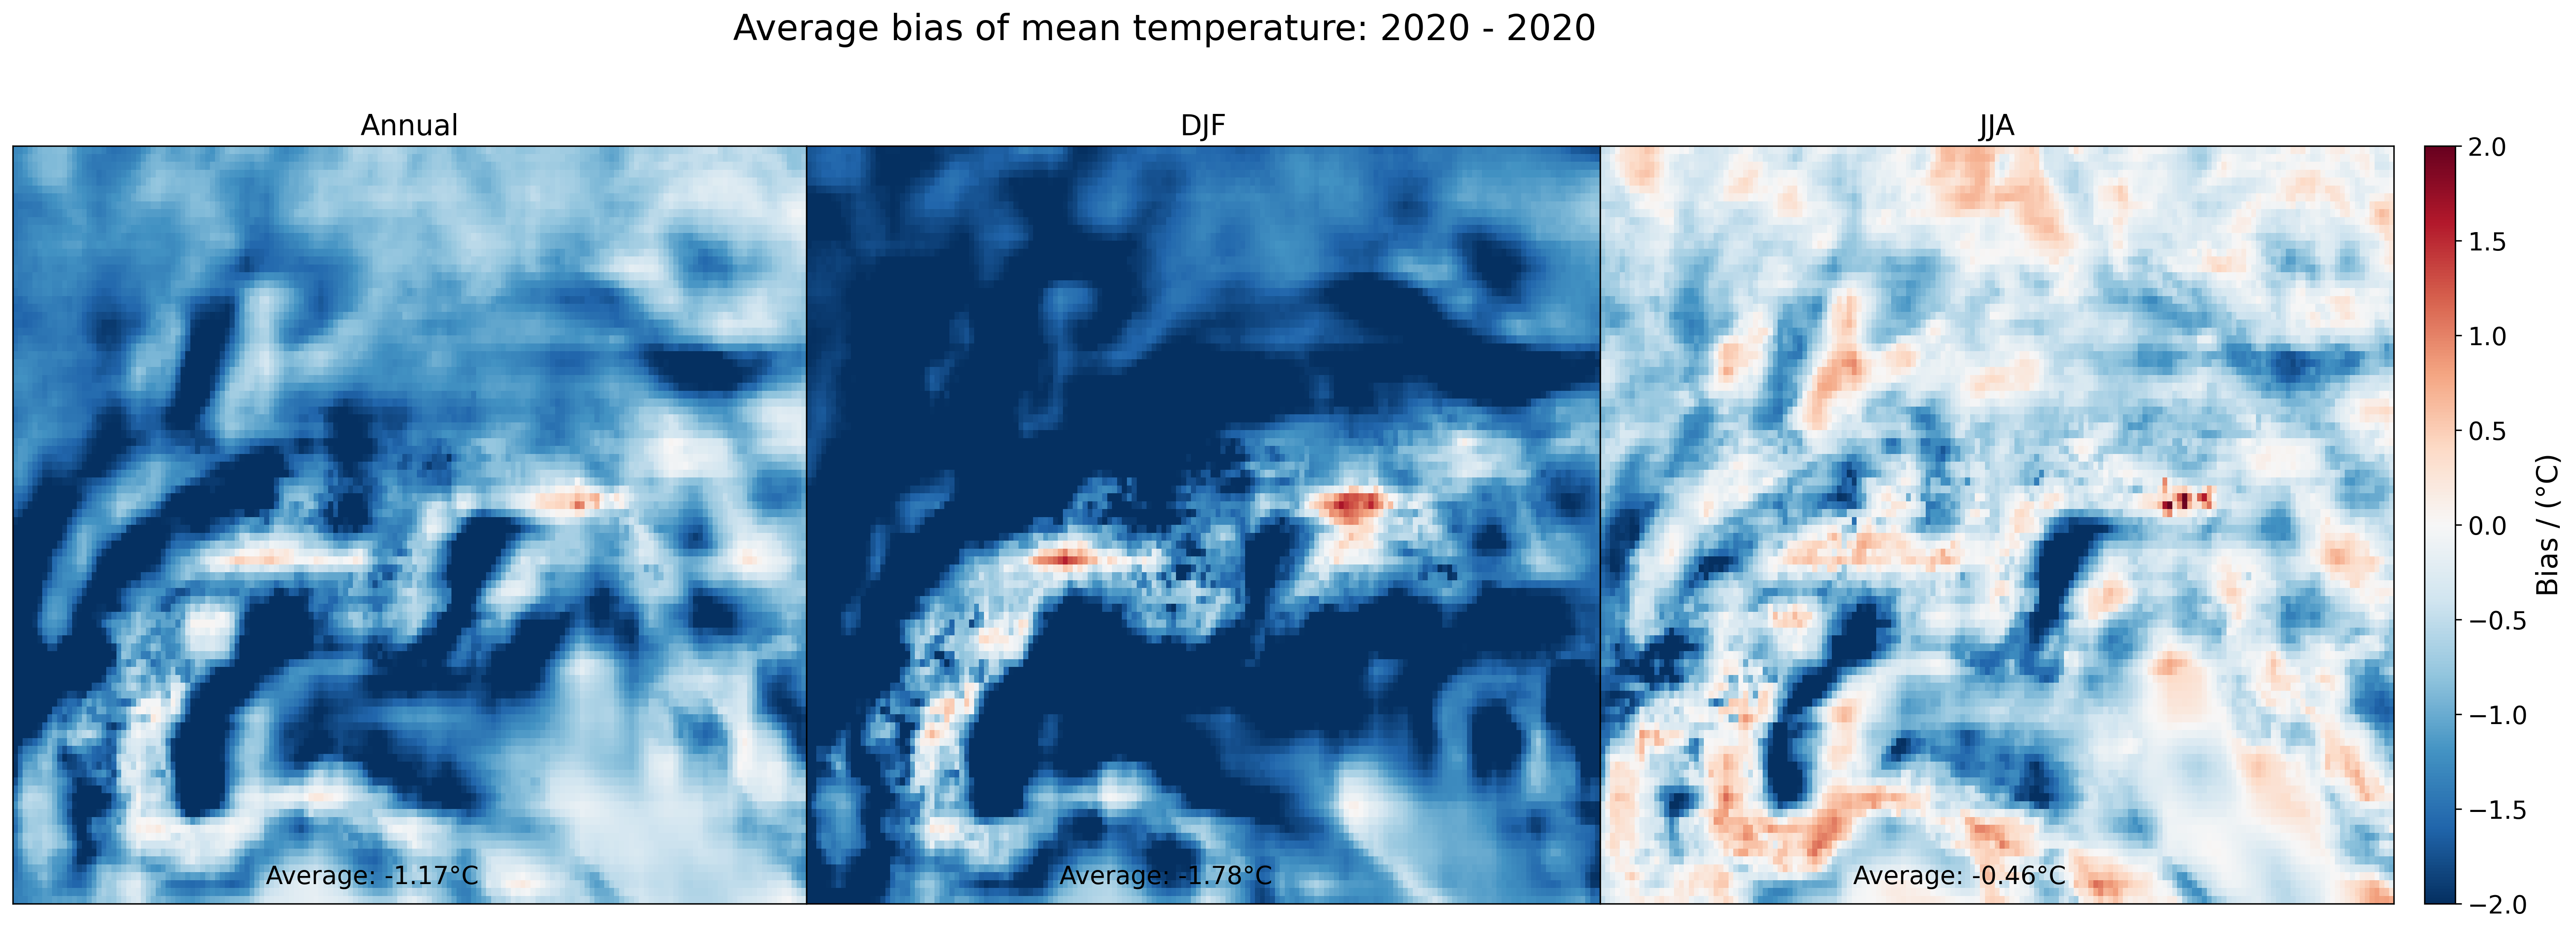 Average bias of mean temperature: 2020 - 2020
Annual
DJF
JJA
Average: -1.17°C
Average: -1.78°C
Average: -0.46°C
2.0
1.5
1.0
0.5
0.0
−0.5
−1.0
−1.5
−2.0
Bias / (°C)